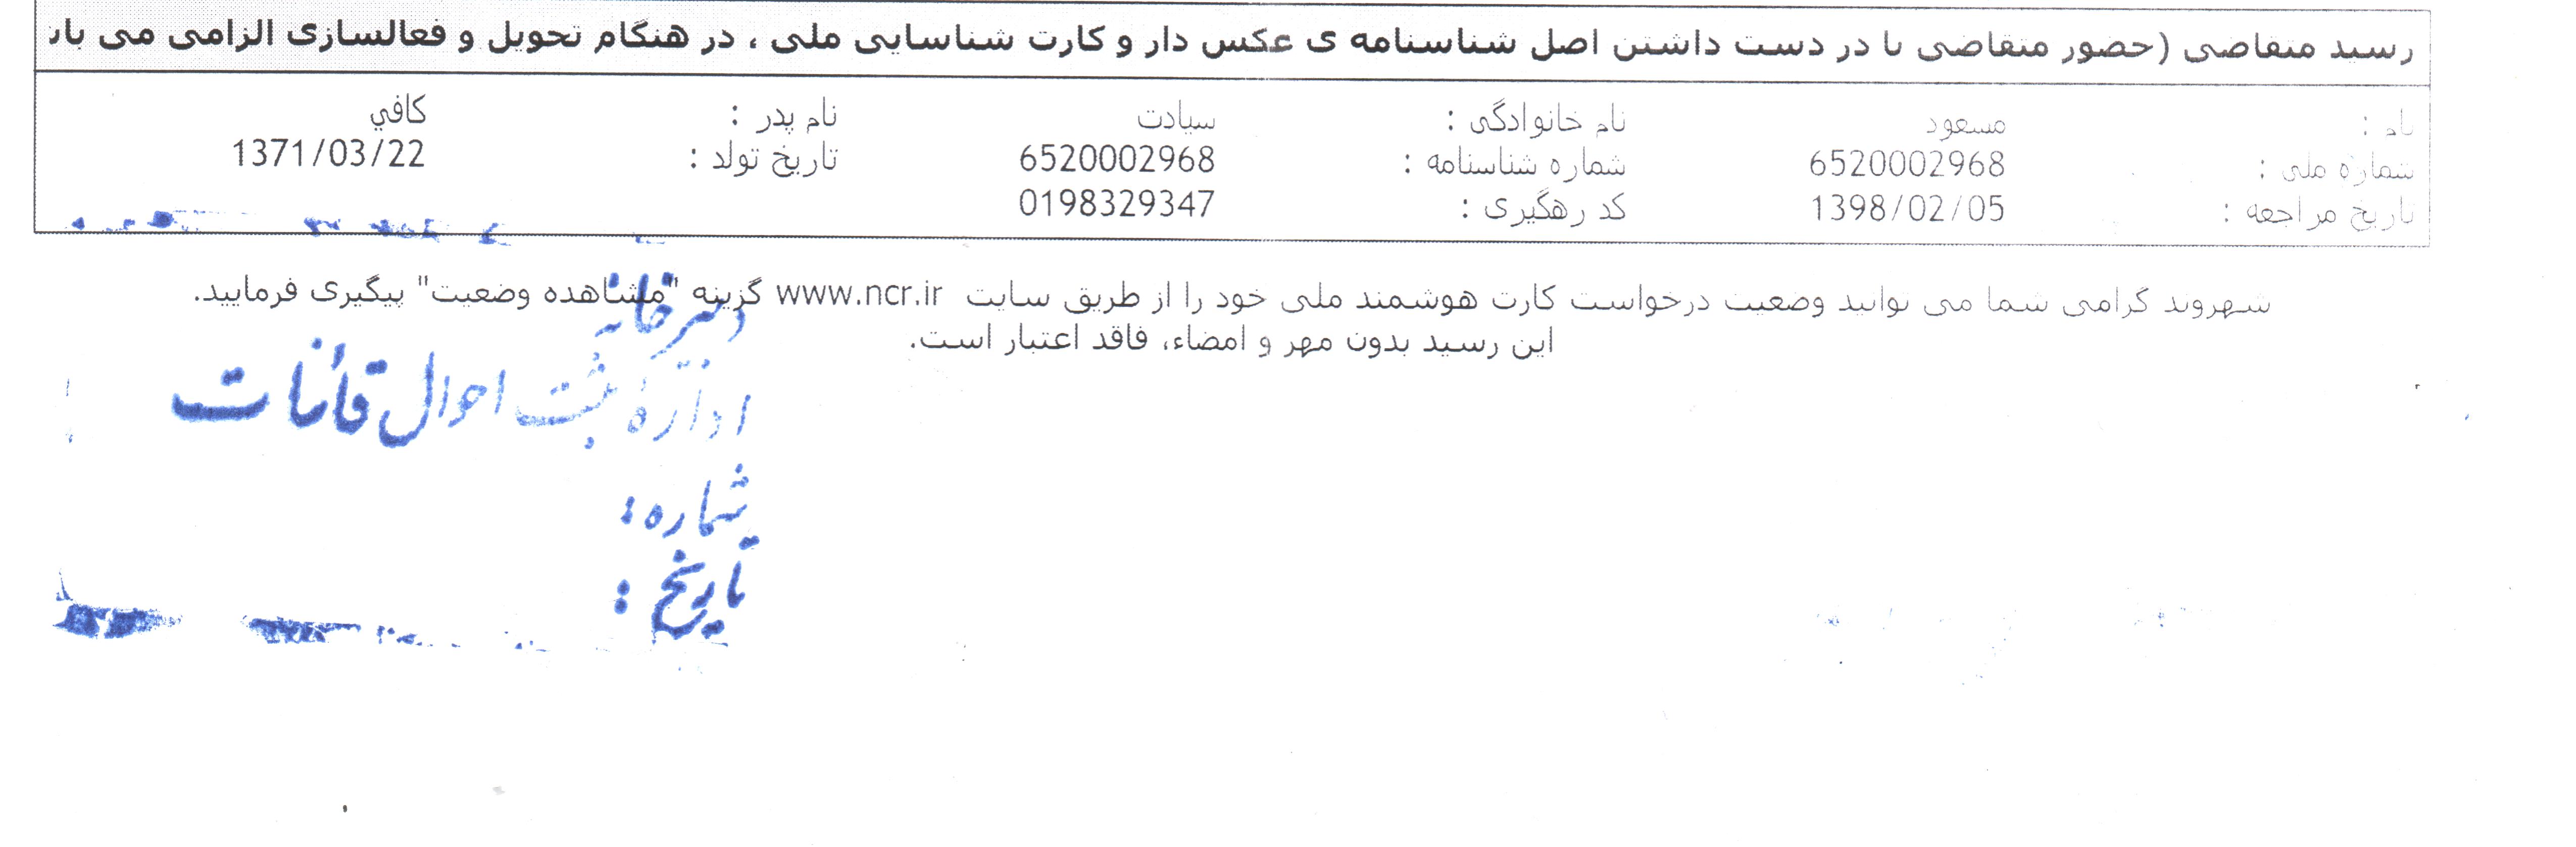 رسید متقاضی (حضور متقاضی با در دست داشتن اصل شناسنامه ی عکس دار و کارت شناسایی ملی ، در هنگام تحویل و فعالسازی الزامی می باش
نام : مسعود نام خانوادگی : سیادت نام پدر : کافي
شماره ملی : 6520002968 شماره شناسنامه : 6520002968 تاریخ تولد : 1371/03/22
تاریخ مراجعه : 1398/02/05 کد رهگیری : 0198329347
شهروند گرامی شما می توانید وضعیت درخواست کارت هوشمند ملی خود را از طریق سایت www.ncr.ir گزینه "مشاهده وضعیت" پیگیری فرمایید.
این رسید بدون مهر و امضاء، فاقد اعتبار است.
دبیرخانه
اداره ثبت احوال قائنات
شماره :
تاریخ :